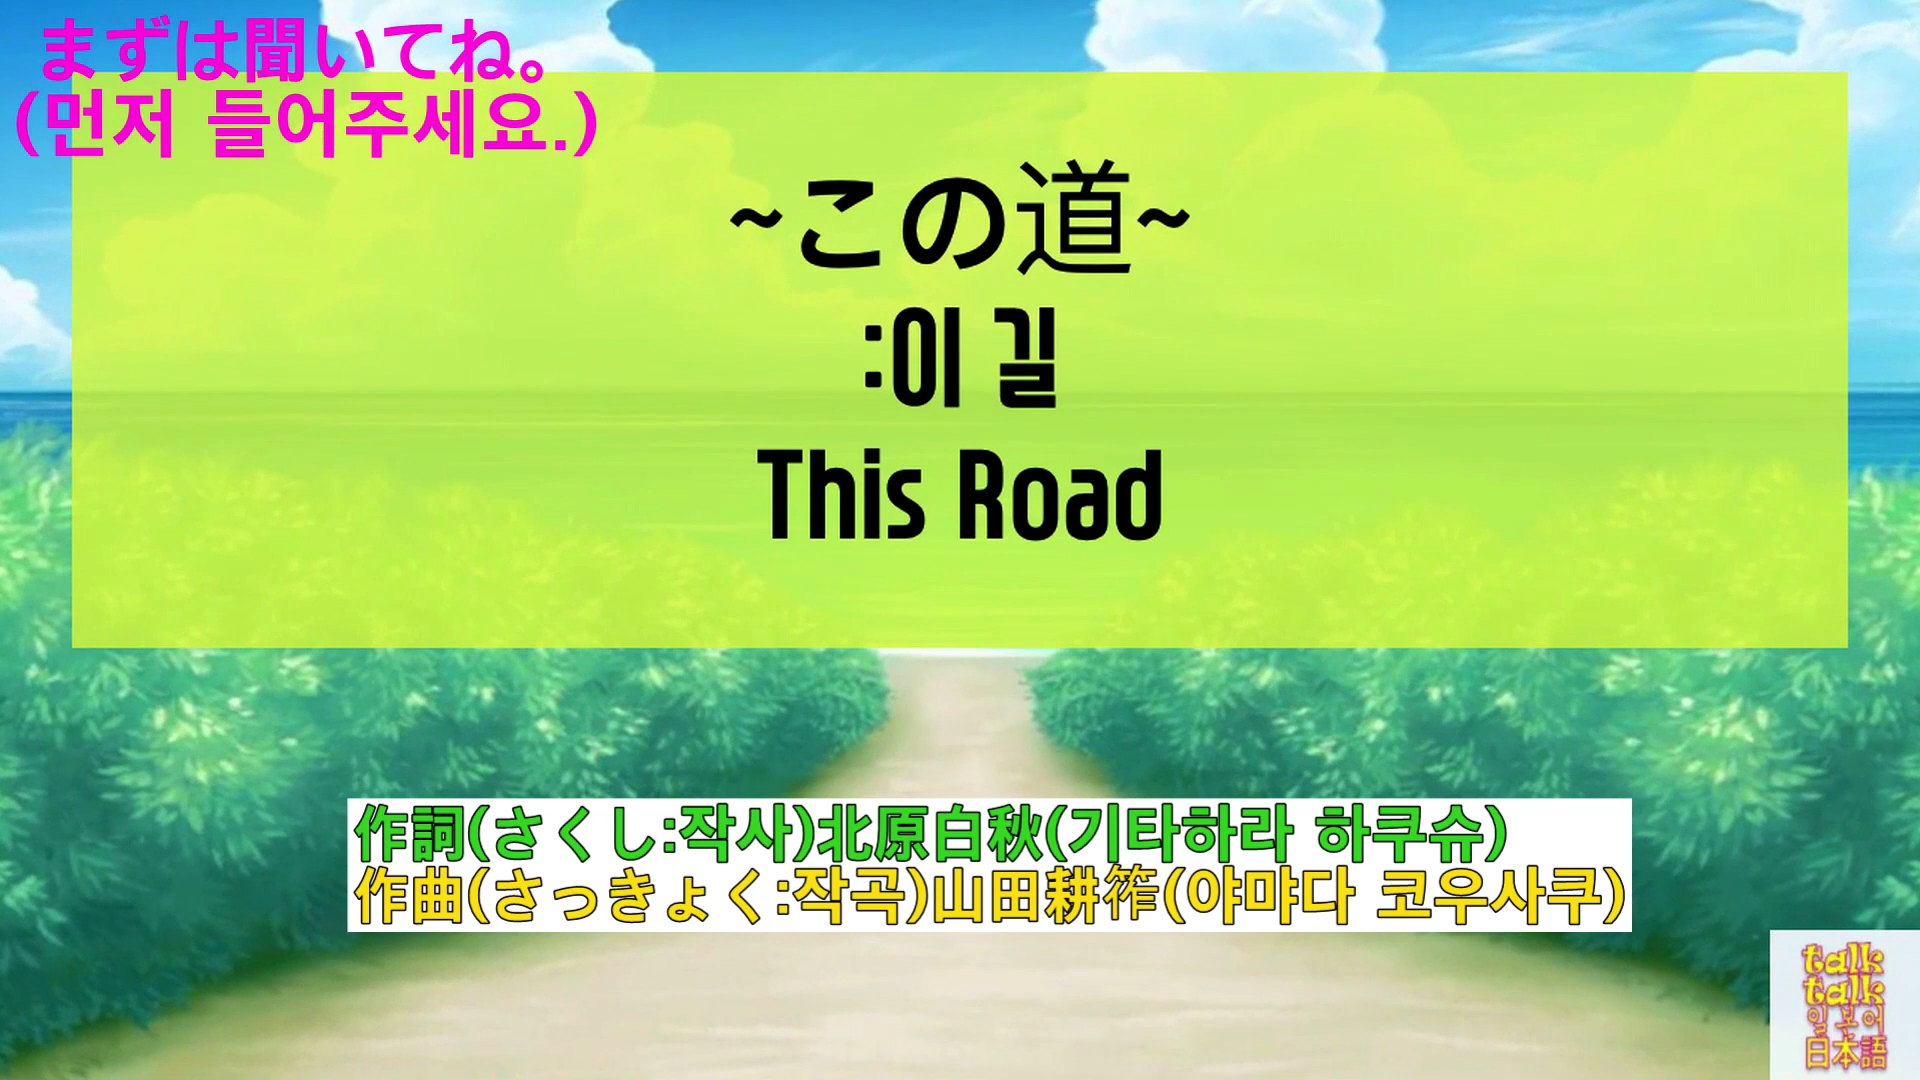 まずは聞いてね。
(먼저 들어주세요.)
~この道~
:이 길
This Road
作詞(さくし:작사)北原白秋(기타하라 하쿠슈)
作曲(さっきょく:작곡)山田耕筰(야먀다 코우사쿠)
talk
talk
일본어
日本語